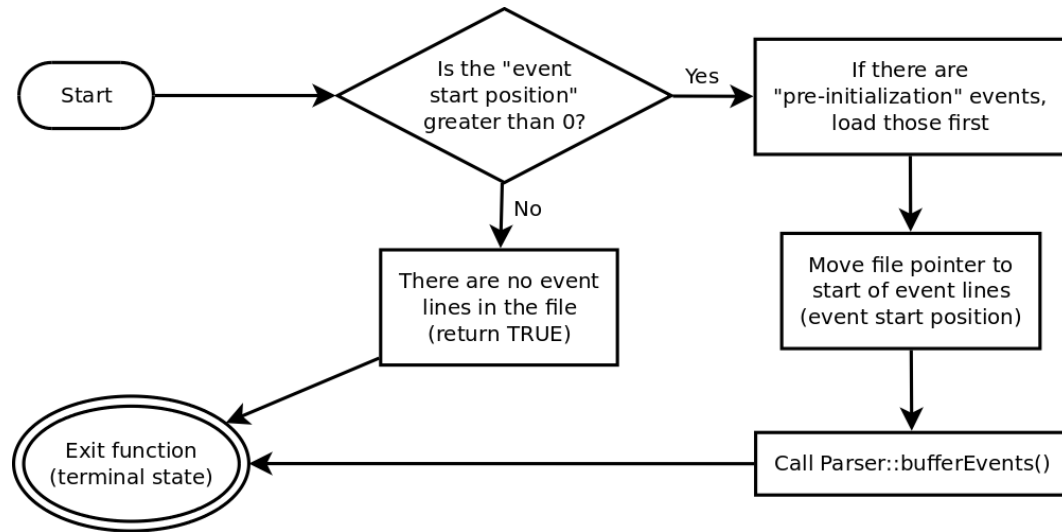 Start
Is the "event
start position"
greater than 0?
Yes
If there are
"pre-initialization" events,
load those first
No
There are no event
lines in the file
(return TRUE)
Move file pointer to
start of event lines
(event start position)
Exit function
(terminal state)
Call Parser::bufferEvents()